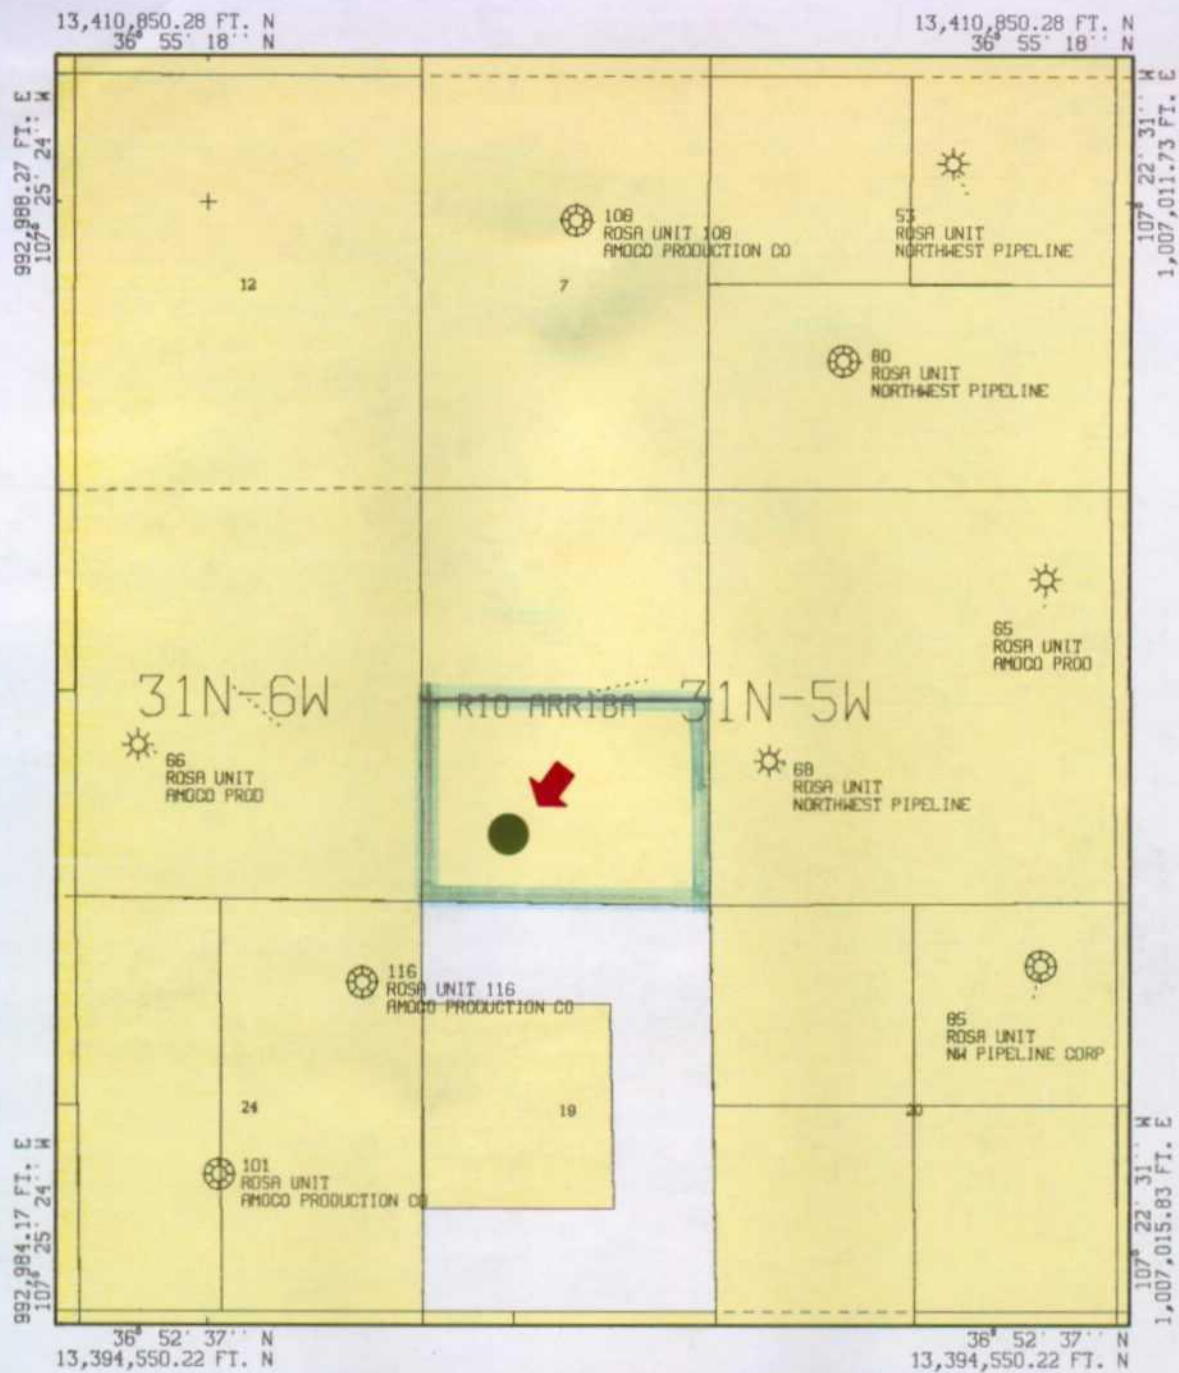 13,410,850.28 FT. N
36° 55' 18'' N
13,410,850.28 FT. N
36° 55' 18'' N
992,988.27 FT. E
107° 25' 24'' W
107° 22' 31'' W
1,007,011.73 FT. E
108
ROSA UNIT 108
AMOCO PRODUCTION CO
53
ROSA UNIT
NORTHWEST PIPELINE
12
7
80
ROSA UNIT
NORTHWEST PIPELINE
65
ROSA UNIT
AMOCO PROD
31N-6W
RIO ARRIBA
31N-5W
66
ROSA UNIT
AMOCO PROD
68
ROSA UNIT
NORTHWEST PIPELINE
116
ROSA UNIT 116
AMOCO PRODUCTION CO
85
ROSA UNIT
NW PIPELINE CORP
24
19
20
101
ROSA UNIT
AMOCO PRODUCTION CO
992,984.17 FT. E
107° 25' 24'' W
107° 22' 31'' W
1,007,015.83 FT. E
36° 52' 37'' N
13,394,550.22 FT. N
36° 52' 37'' N
13,394,550.22 FT. N